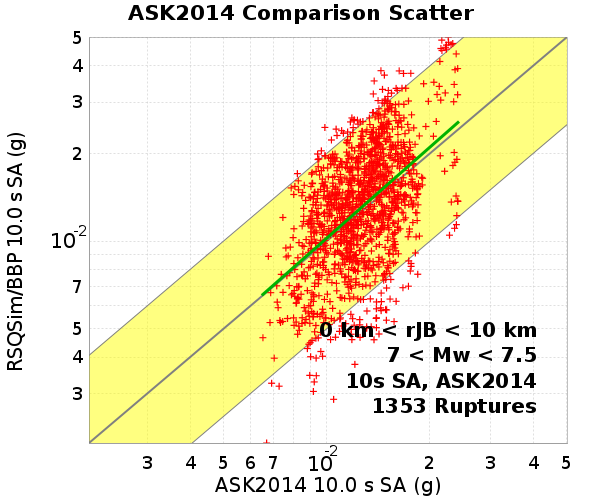 ASK2014 Comparison Scatter
RSQSim/BBP 10.0 s SA (g)
5
4
3
2
10-2
7
5
4
3
0 km < rJB < 10 km
7 < Mw < 7.5
10s SA, ASK2014
1353 Ruptures
3 4 5 6 7 10-2 2 3 4 5
ASK2014 10.0 s SA (g)